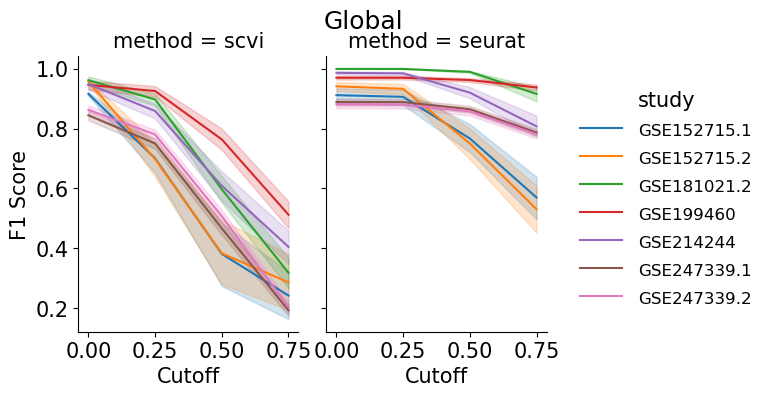 Global
method = scvi
method = seurat
F1 Score
1.0
0.8
0.6
0.4
0.2
0.00 0.25 0.50 0.75
0.00 0.25 0.50 0.75
Cutoff
Cutoff
study
GSE152715.1
GSE152715.2
GSE181021.2
GSE199460
GSE214244
GSE247339.1
GSE247339.2